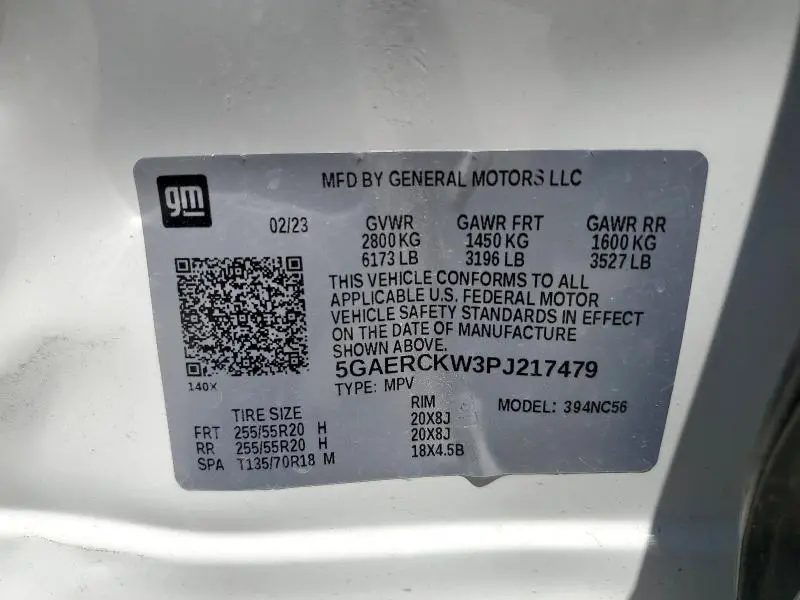 gm
MFD BY GENERAL MOTORS LLC
02/23 GVWR GAWR FRT GAWR RR
2800 KG 1450 KG 1600 KG
6173 LB 3196 LB 3527 LB
THIS VEHICLE CONFORMS TO ALL
APPLICABLE U.S. FEDERAL MOTOR
VEHICLE SAFETY STANDARDS IN EFFECT
ON THE DATE OF MANUFACTURE
SHOWN ABOVE.
5GAERCKW3PJ217479
140X
TYPE: MPV
TIRE SIZE RIM MODEL: 394NC56
FRT 255/55R20 H 20X8J
RR 255/55R20 H 20X8J
SPA T135/70R18 M 18X4.5B